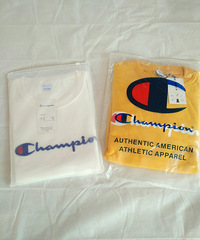 Champion
Champion
AUTHENTIC AMERICAN
ATHLETIC APPAREL